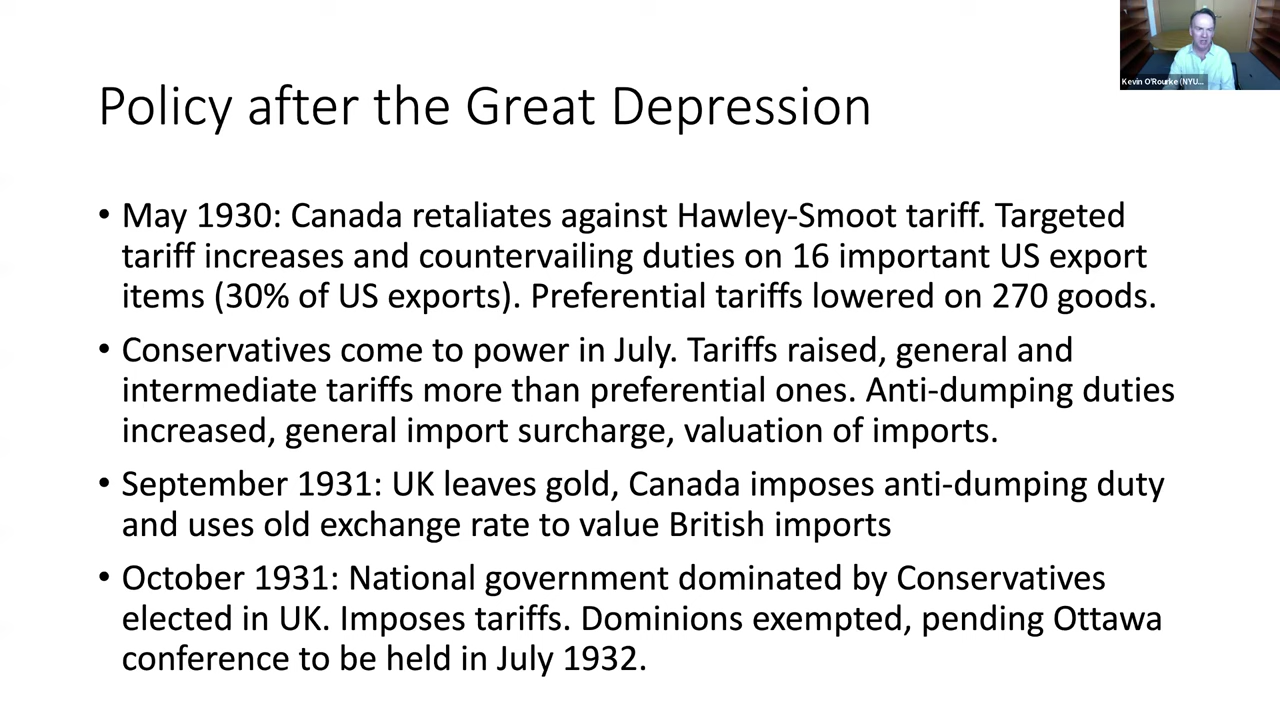 Kevin O'Rourke (NYU...
Policy after the Great Depression
• May 1930: Canada retaliates against Hawley-Smoot tariff. Targeted
tariff increases and countervailing duties on 16 important US export
items (30% of US exports). Preferential tariffs lowered on 270 goods.
• Conservatives come to power in July. Tariffs raised, general and
intermediate tariffs more than preferential ones. Anti-dumping duties
increased, general import surcharge, valuation of imports.
• September 1931: UK leaves gold, Canada imposes anti-dumping duty
and uses old exchange rate to value British imports
• October 1931: National government dominated by Conservatives
elected in UK. Imposes tariffs. Dominions exempted, pending Ottawa
conference to be held in July 1932.